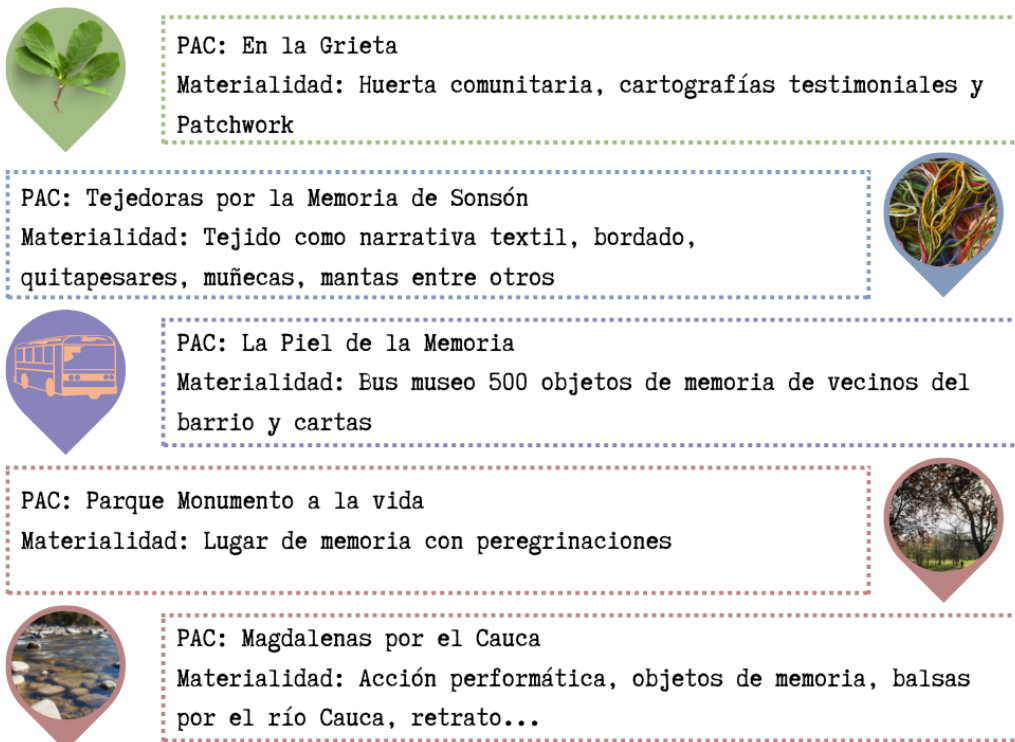 PAC: En la Grieta
Materialidad: Huerta comunitaria, cartografías testimoniales y
Patchwork
PAC: Tejedoras por la Memoria de Sonsón
Materialidad: Tejido como narrativa textil, bordado,
quitapesares, muñecas, mantas entre otros
PAC: La Piel de la Memoria
Materialidad: Bus museo 500 objetos de memoria de vecinos del
barrio y cartas
PAC: Parque Monumento a la vida
Materialidad: Lugar de memoria con peregrinaciones
PAC: Magdalenas por el Cauca
Materialidad: Acción performática, objetos de memoria, balsas
por el río Cauca, retrato...